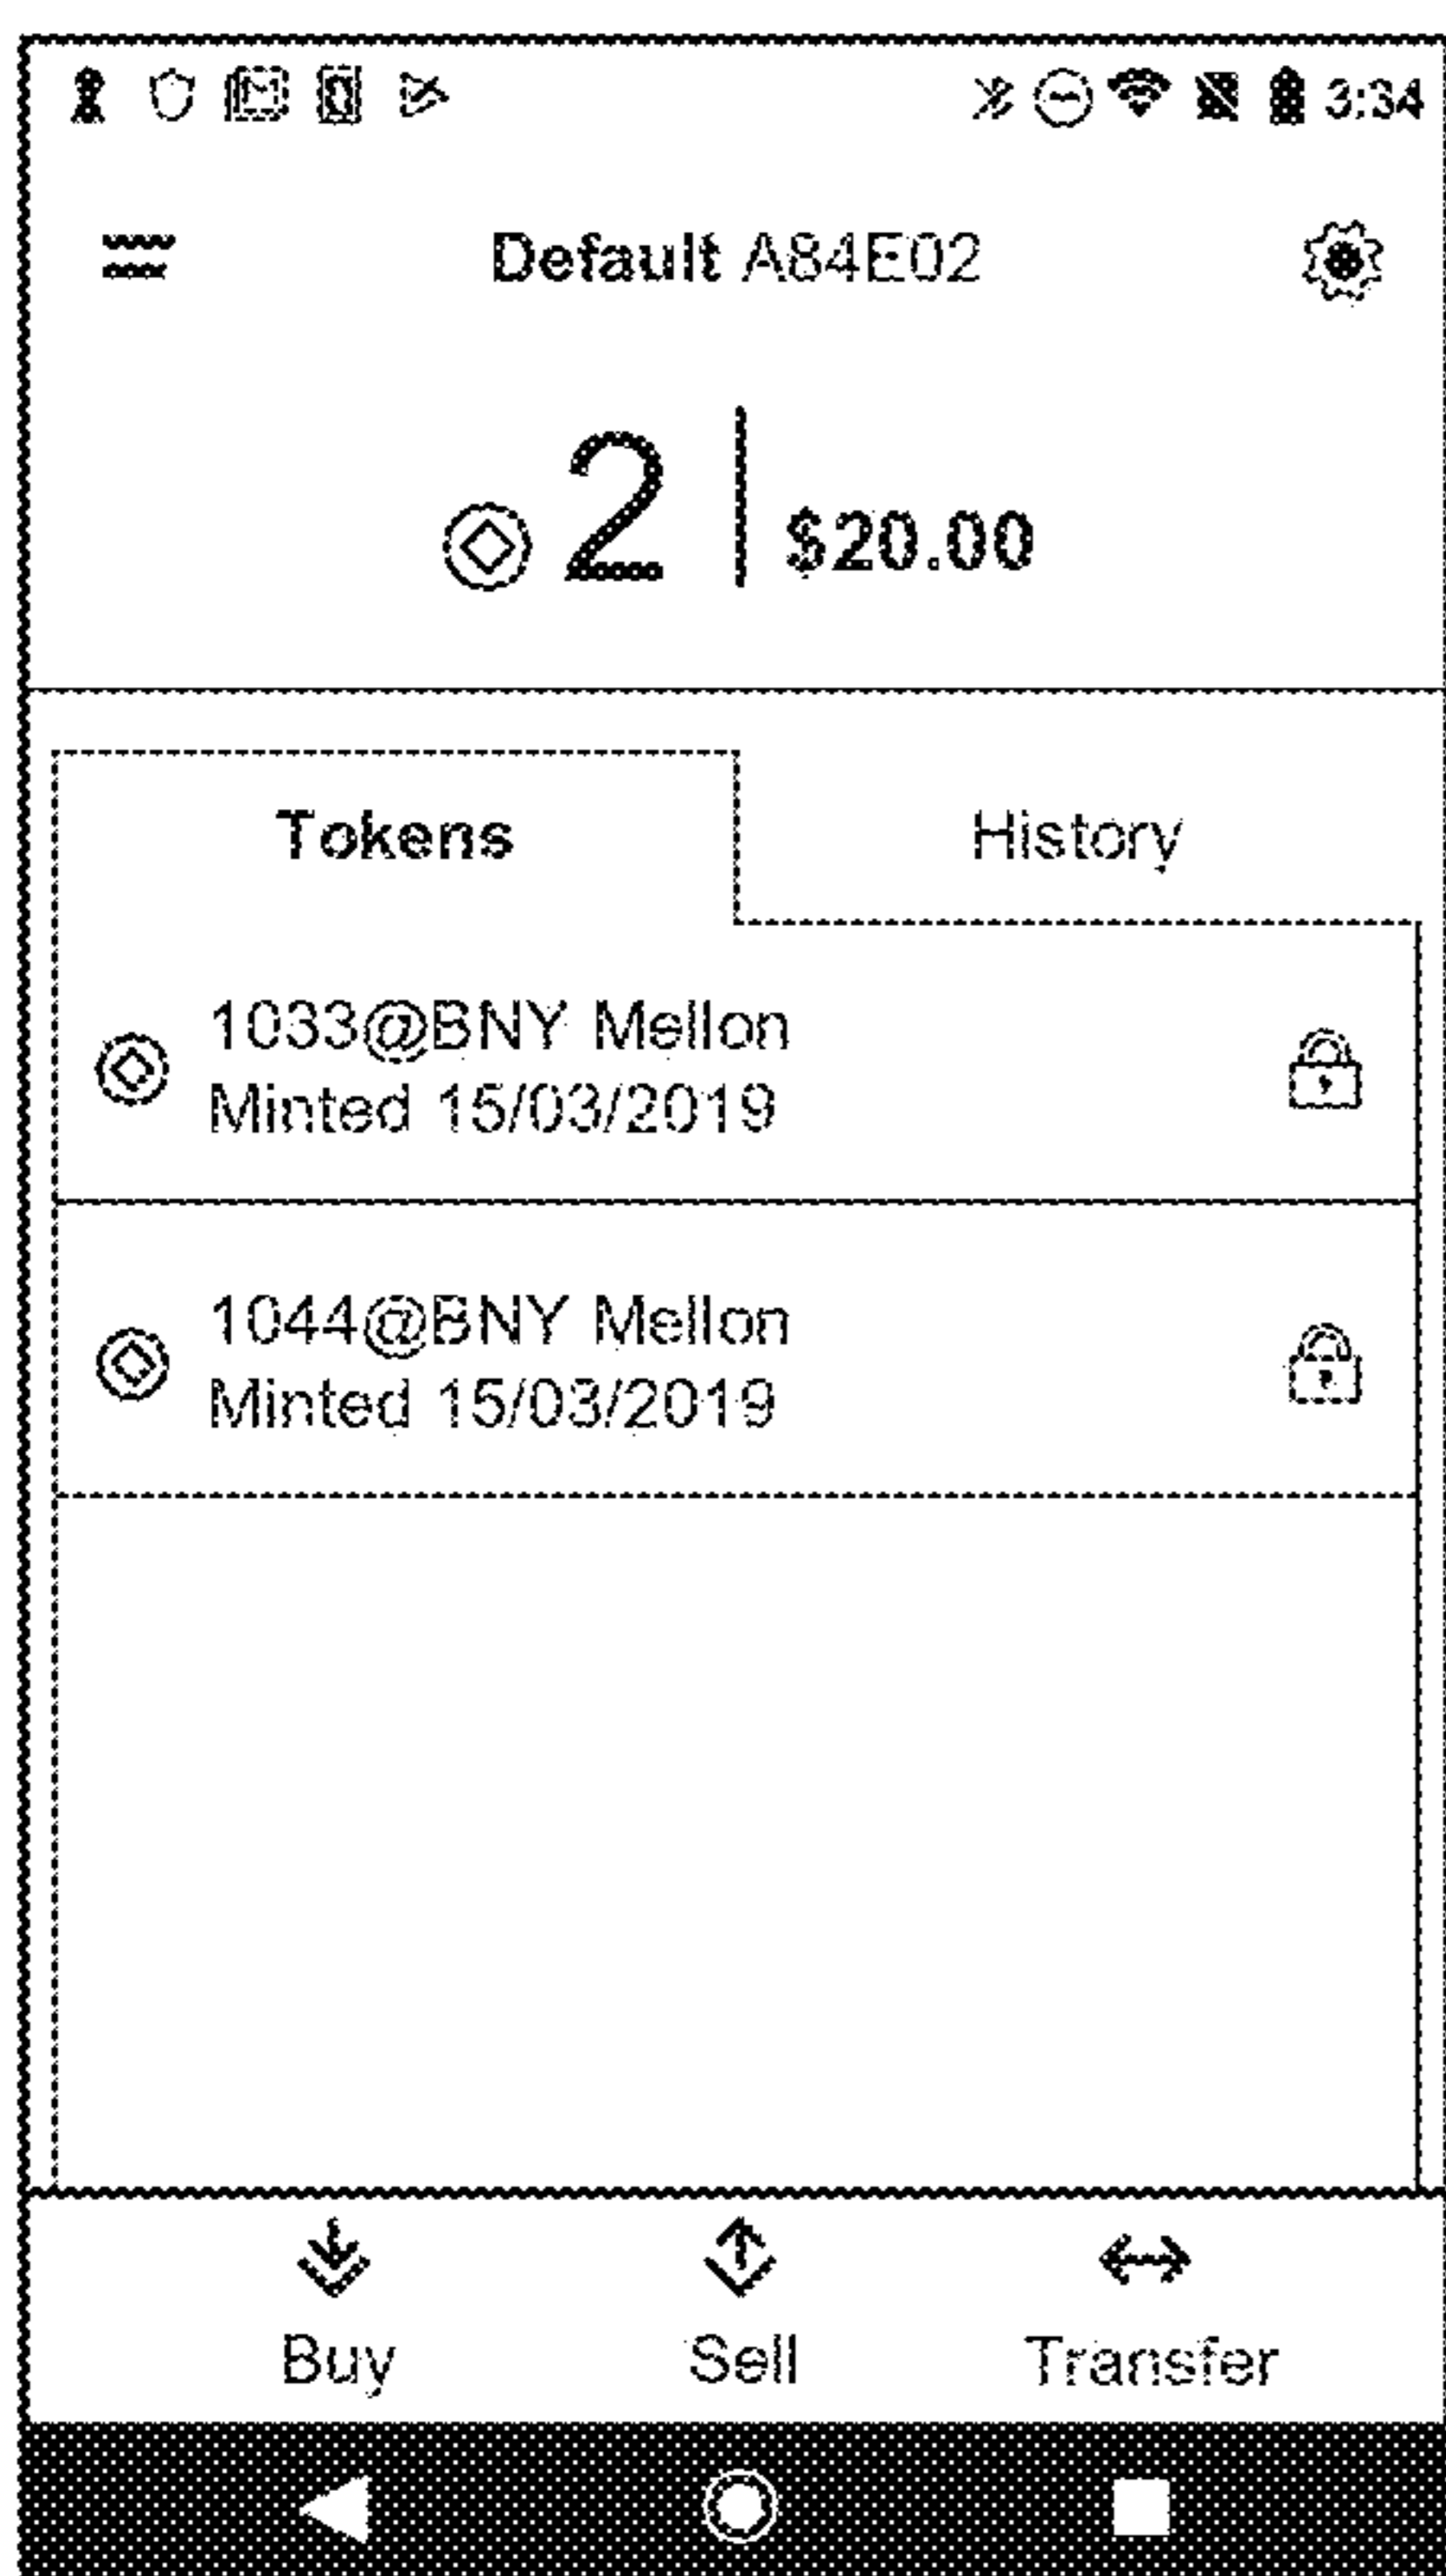 3:34
Default A84E02
2 $20.00
Tokens History
1033@BNY Mellon
Minted 15/03/2019
1044@BNY Mellon
Minted 15/03/2019
Buy Sell Transfer